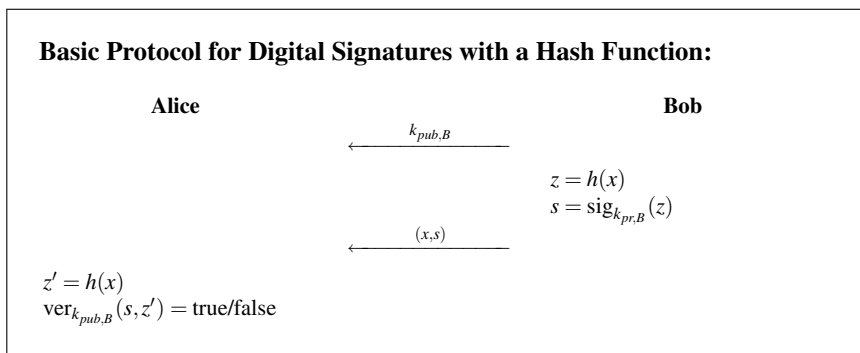 Basic Protocol for Digital Signatures with a Hash Function:
Alice Bob
k_{pub,B}
z = h(x)
s = sig_{k_{pr,B}}(z)
(x,s)
z′ = h(x)
ver_{k_{pub,B}}(s,z′) = true/false